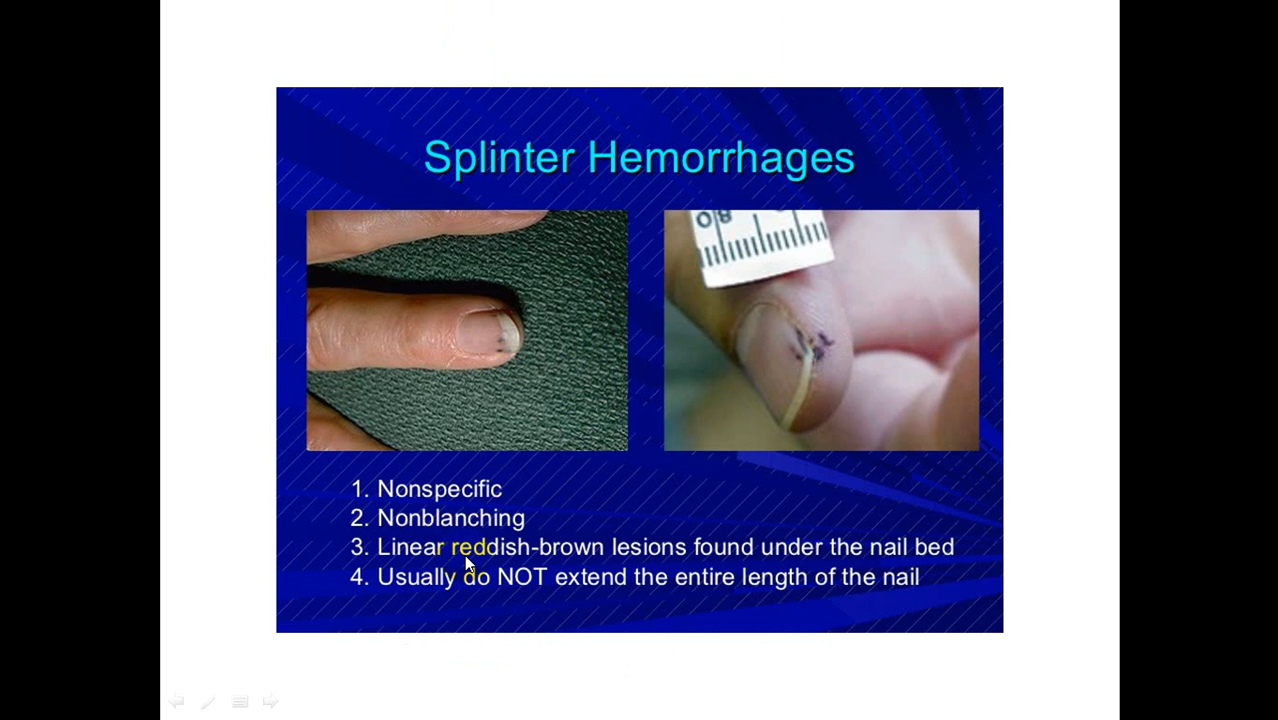 Splinter Hemorrhages
08
1. Nonspecific
2. Nonblanching
3. Linear reddish-brown lesions found under the nail bed
4. Usually do NOT extend the entire length of the nail